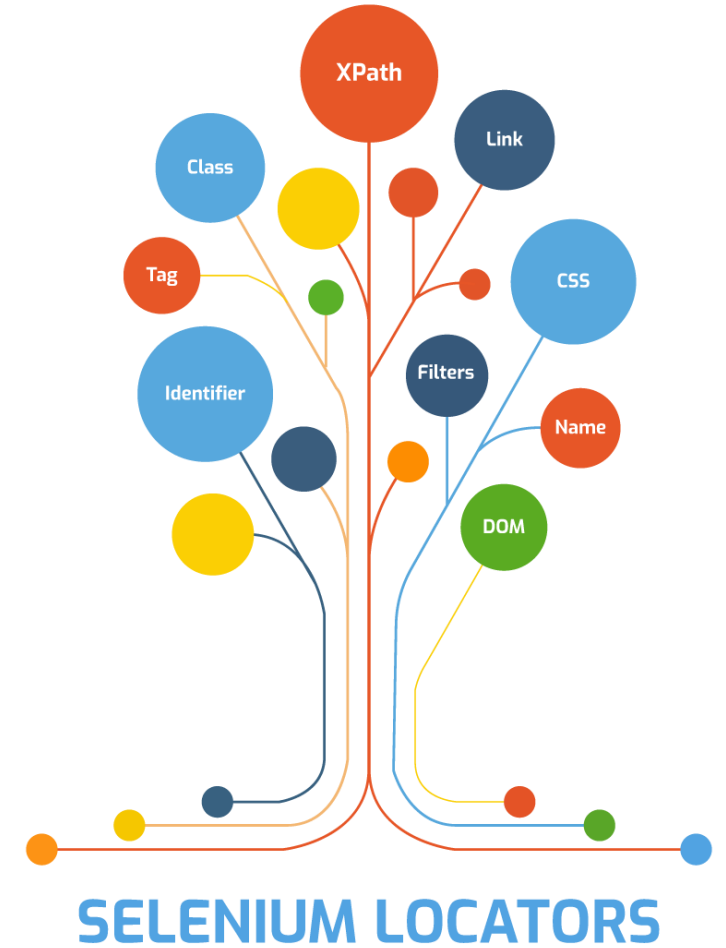 XPath
Link
Class
Tag
CSS
Filters
Identifier
Name
DOM
SELENIUM LOCATORS